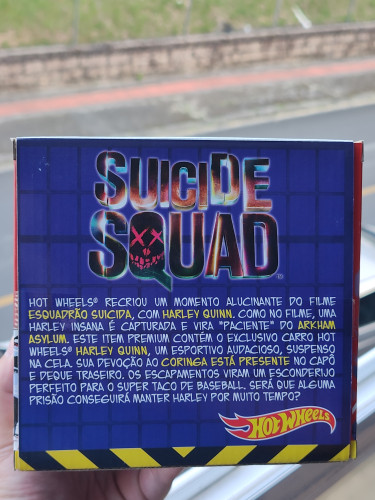 SUICIDE
SQUAD
HOT WHEELS® RECRIOU UM MOMENTO ALUCINANTE DO FILME
ESQUADRÃO SUICIDA, COM HARLEY QUINN. COMO NO FILME, UMA
HARLEY INSANA É CAPTURADA E VIRA "PACIENTE" DO ARKHAM
ASYLUM. ESTE ITEM PREMIUM CONTÉM O EXCLUSIVO CARRO HOT
WHEELS® HARLEY QUINN, UM ESPORTIVO AUDACIOSO, SUSPENSO
NA CELA. SUA DEVOÇÃO AO CORINGA ESTÁ PRESENTE NO CAPÔ
E DEQUE TRASEIRO. OS ESCAPAMENTOS VIRAM UM ESCONDERIJO
PERFEITO PARA O SUPER TACO DE BASEBALL. SERÁ QUE ALGUMA
PRISÃO CONSEGUIRÁ MANTER HARLEY POR MUITO TEMPO?
HOT WHEELS